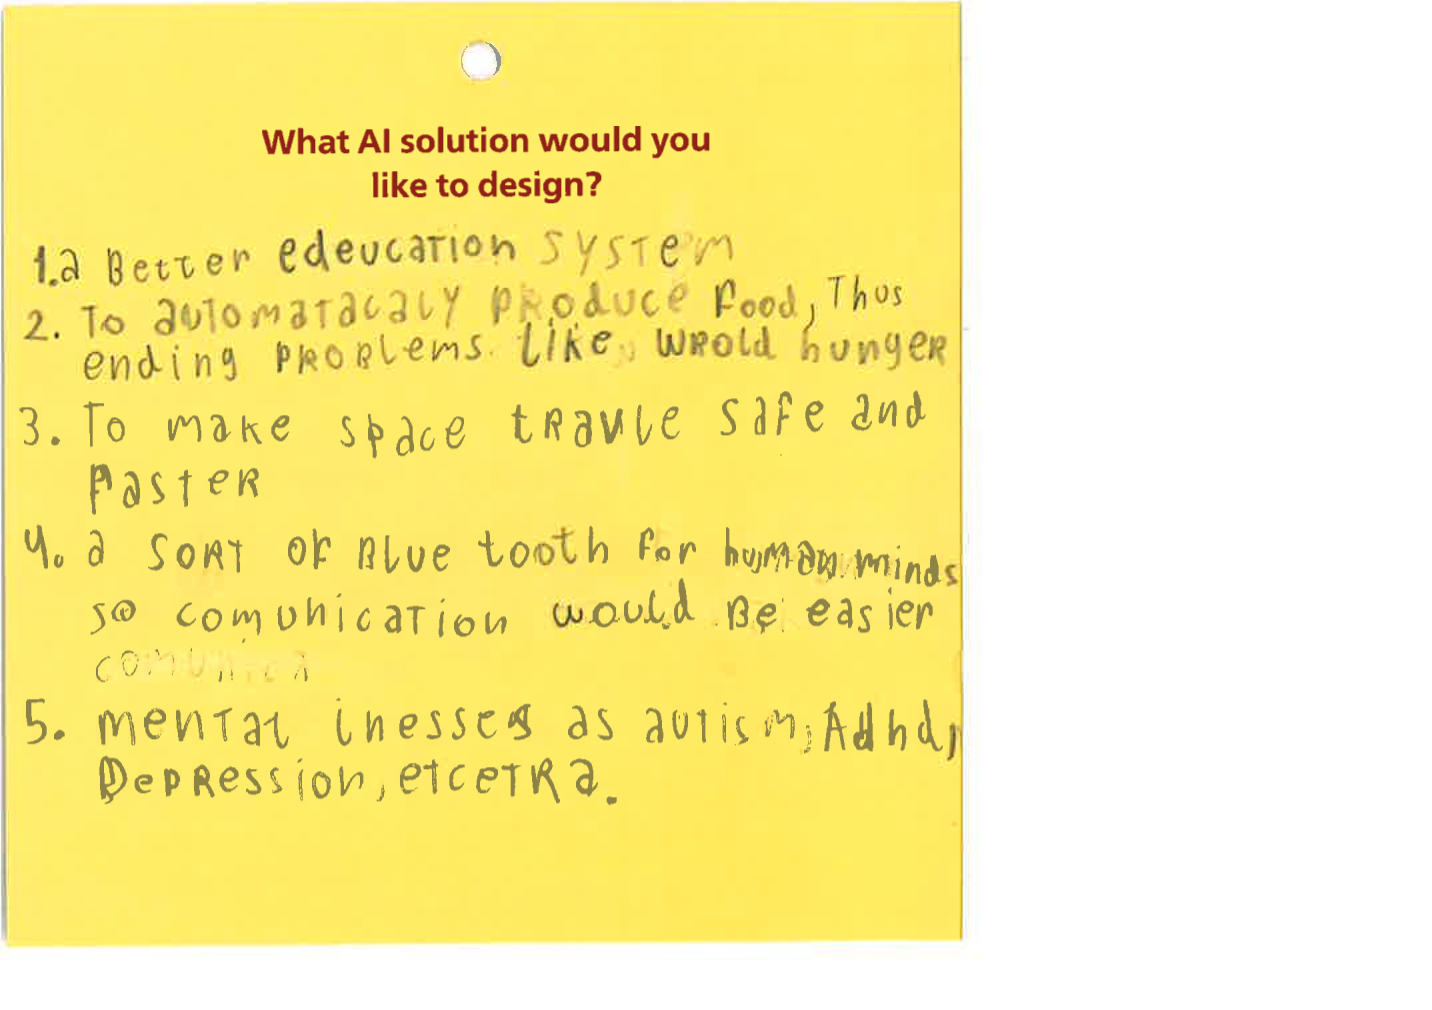 What AI solution would you
like to design?
1.a Better edeucation system
2. To automatacaly produce food, Thus
ending problems like, wrold hunger
3. To make space travle safe and
faster
4. a sort of Blue tooth for human minds
so comunication would Be easier
5. mental inesses as autism, Adhd,
Depression, etcetra.